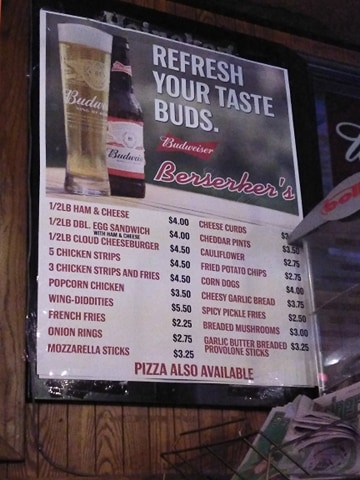 Heineken
REFRESH
YOUR TASTE
BUDS.
Budweiser
Budweiser
Berserker's
1/2LB HAM & CHEESE $4.00
1/2LB DBL. EGG SANDWICH $4.50
WITH HAM & CHEESE
1/2LB CLOUD CHEESEBURGER $4.50
5 CHICKEN STRIPS $4.50
3 CHICKEN STRIPS AND FRIES $4.50
POPCORN CHICKEN $3.50
WING-DIDDITIES $5.50
FRENCH FRIES $2.25
ONION RINGS $2.75
MOZZARELLA STICKS $3.25
CHEESE CURDS
CHEDDAR PINTS $3.50
CAULIFLOWER $2.75
FRIED POTATO CHIPS $2.75
CORN DOGS $4.00
CHEESY GARLIC BREAD $3.75
SPICY PICKLE FRIES $2.50
BREADED MUSHROOMS $3.00
GARLIC BUTTER BREADED $3.25
PROVOLONE STICKS
PIZZA ALSO AVAILABLE